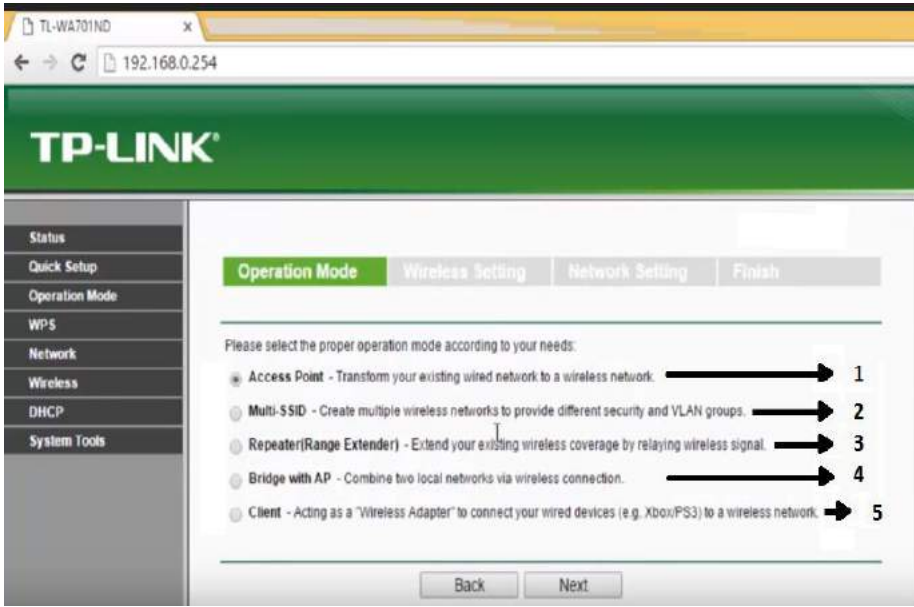 TL-WA701ND
192.168.0.254
TP-LINK®
Status
Quick Setup
Operation Mode
WPS
Network
Wireless
DHCP
System Tools
Operation Mode Wireless Setting Network Setting Finish
Please select the proper operation mode according to your needs:
Access Point - Transform your existing wired network to a wireless network. 1
Multi-SSID - Create multiple wireless networks to provide different security and VLAN groups. 2
Repeater(Range Extender) - Extend your existing wireless coverage by relaying wireless signal. 3
Bridge with AP - Combine two local networks via wireless connection. 4
Client - Acting as a "Wireless Adapter" to connect your wired devices (e.g. Xbox/PS3) to a wireless network. 5
Back Next